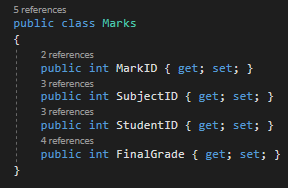 5 references
public class Marks
{
2 references
public int MarkID { get; set; }
3 references
public int SubjectID { get; set; }
3 references
public int StudentID { get; set; }
4 references
public int FinalGrade { get; set; }
}